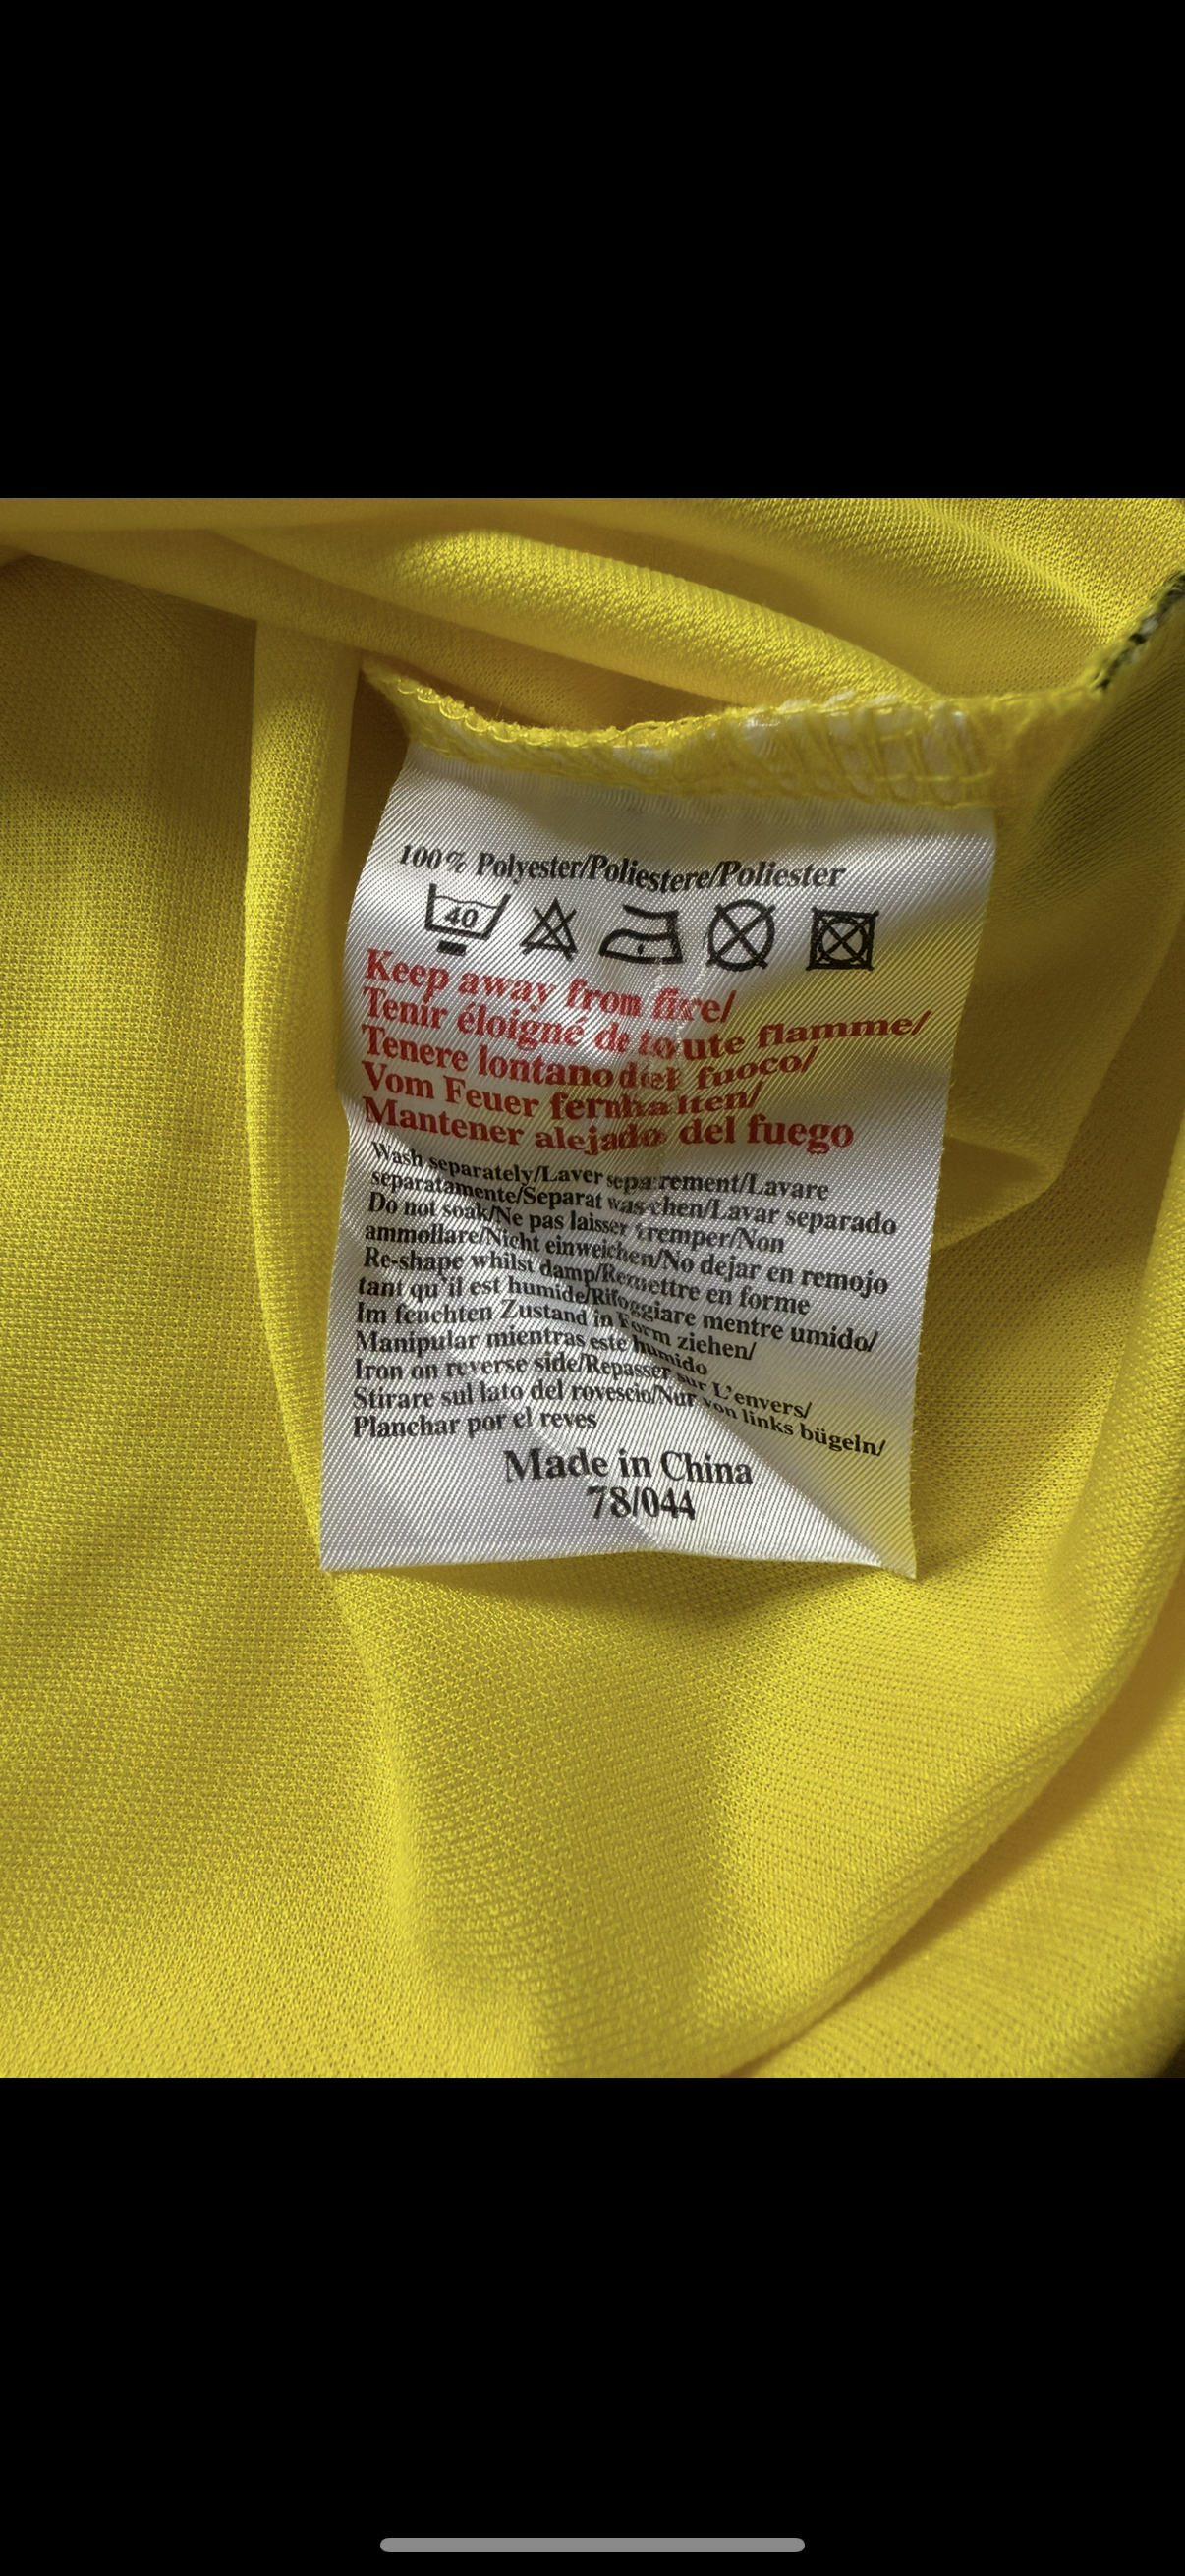 100% Polyester/Poliestere/Poliester
40
Keep away from fire/
Tenir éloigné de toute flamme/
Tenere lontano del fuoco/
Vom Feuer fernhalten/
Mantener alejado del fuego
Wash separately/Laver separement/Lavare
separatamente/Separat waschen/Lavar separado
Do not soak/Ne pas laisser tremper/Non
ammollare/Nicht einweichen/No dejar en remojo
Re-shape whilst damp/Remettre en forme
tant qu'il est humide/Rifoggiare mentre umido/
Im feuchten Zustand in Form ziehen/
Manipular mientras este humido
Iron on reverse side/Repasser sur L'envers/
Stirare sul lato del rovescio/Nur von links bügeln/
Planchar por el reves
Made in China
78/044